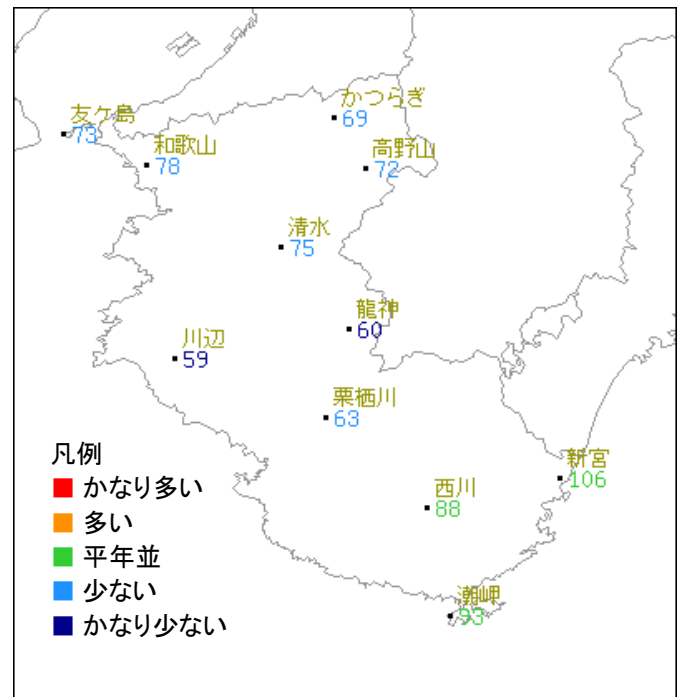 かつらぎ
69
友ケ島
73
和歌山
78
高野山
72
清水
75
龍神
60
川辺
59
栗栖川
63
新宮
106
西川
88
潮岬
93
凡例
かなり多い
多い
平年並
少ない
かなり少ない